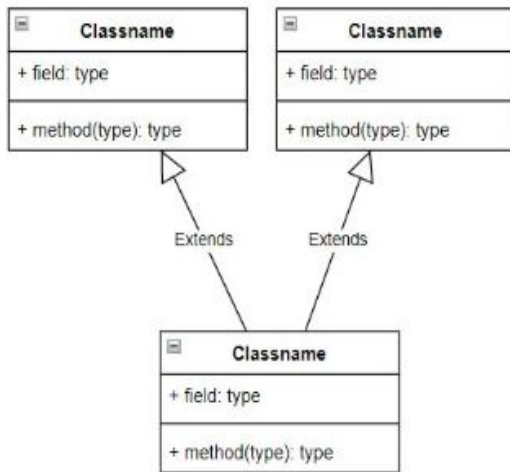 Classname
+ field: type
+ method(type): type
Classname
+ field: type
+ method(type): type
Extends
Extends
Classname
+ field: type
+ method(type): type